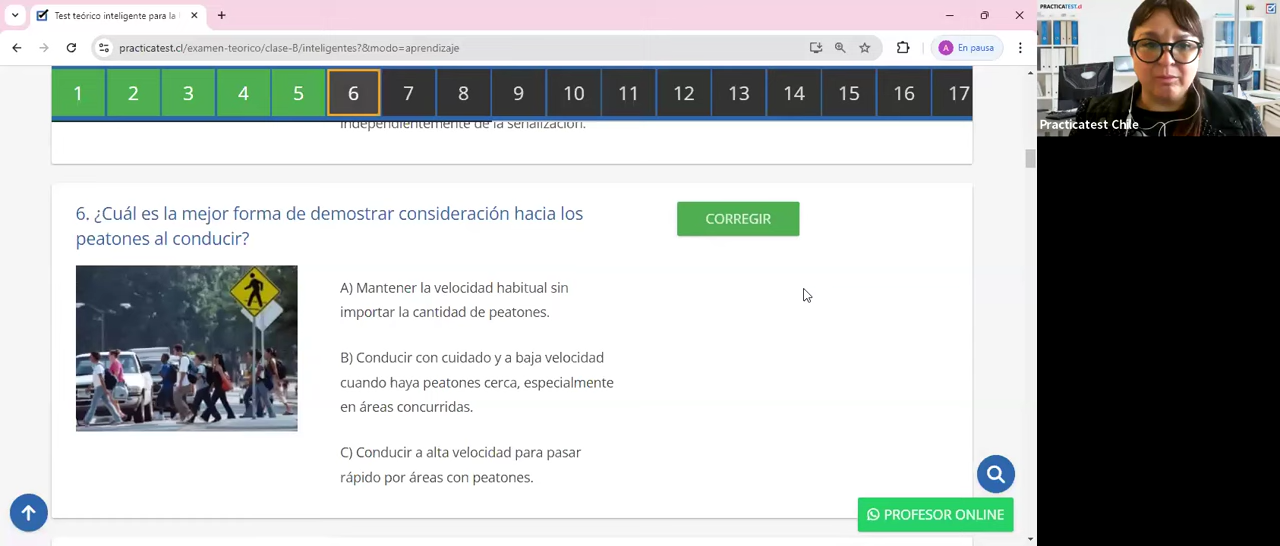 Test teórico inteligente para la
practicatest.cl/examen-teorico/clase-B/inteligentes?&modo=aprendizaje
A
En pausa
PRACTICATEST.cl
Practicatest Chile
1 2 3 4 5 6 7 8 9 10 11 12 13 14 15 16 17
independientemente de la señalización.
6. ¿Cuál es la mejor forma de demostrar consideración hacia los
peatones al conducir?
CORREGIR
A) Mantener la velocidad habitual sin
importar la cantidad de peatones.
B) Conducir con cuidado y a baja velocidad
cuando haya peatones cerca, especialmente
en áreas concurridas.
C) Conducir a alta velocidad para pasar
rápido por áreas con peatones.
PROFESOR ONLINE